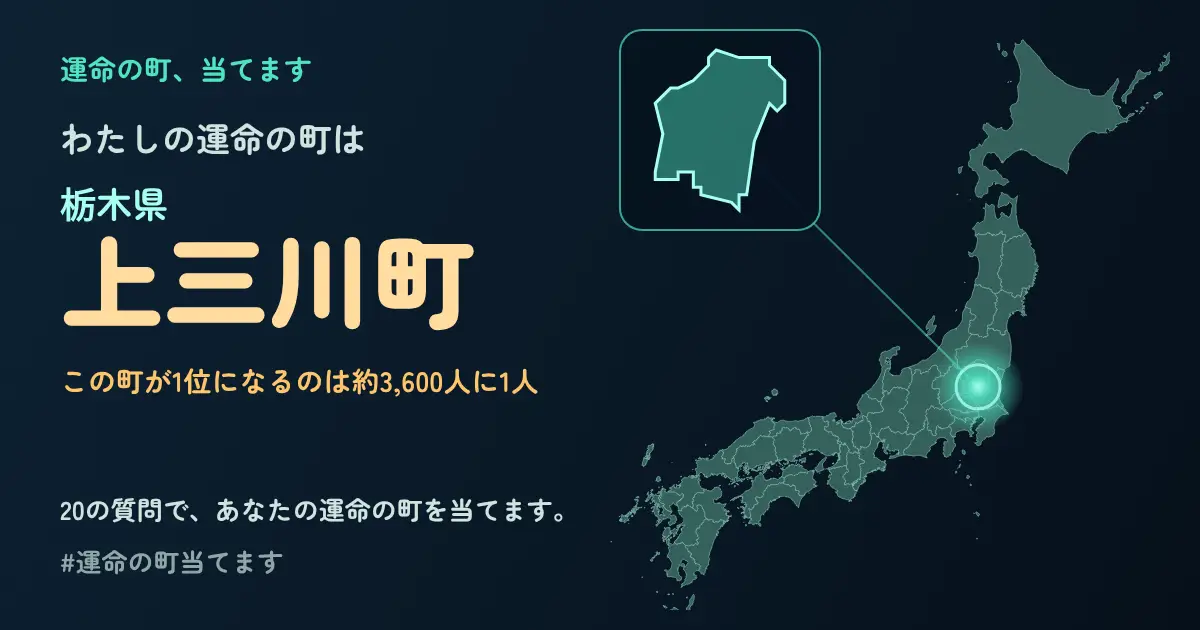 運命の町、当てます
わたしの運命の町は
栃木県
上三川町
この町が1位になるのは約3,600人に1人
20の質問で、あなたの運命の町を当てます。
#運命の町当てます